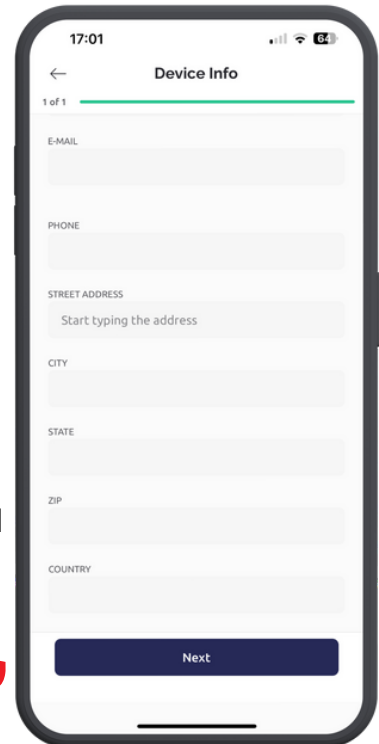 17:01
64
Device Info
1 of 1
E-MAIL
PHONE
STREET ADDRESS
Start typing the address
CITY
STATE
ZIP
COUNTRY
Next